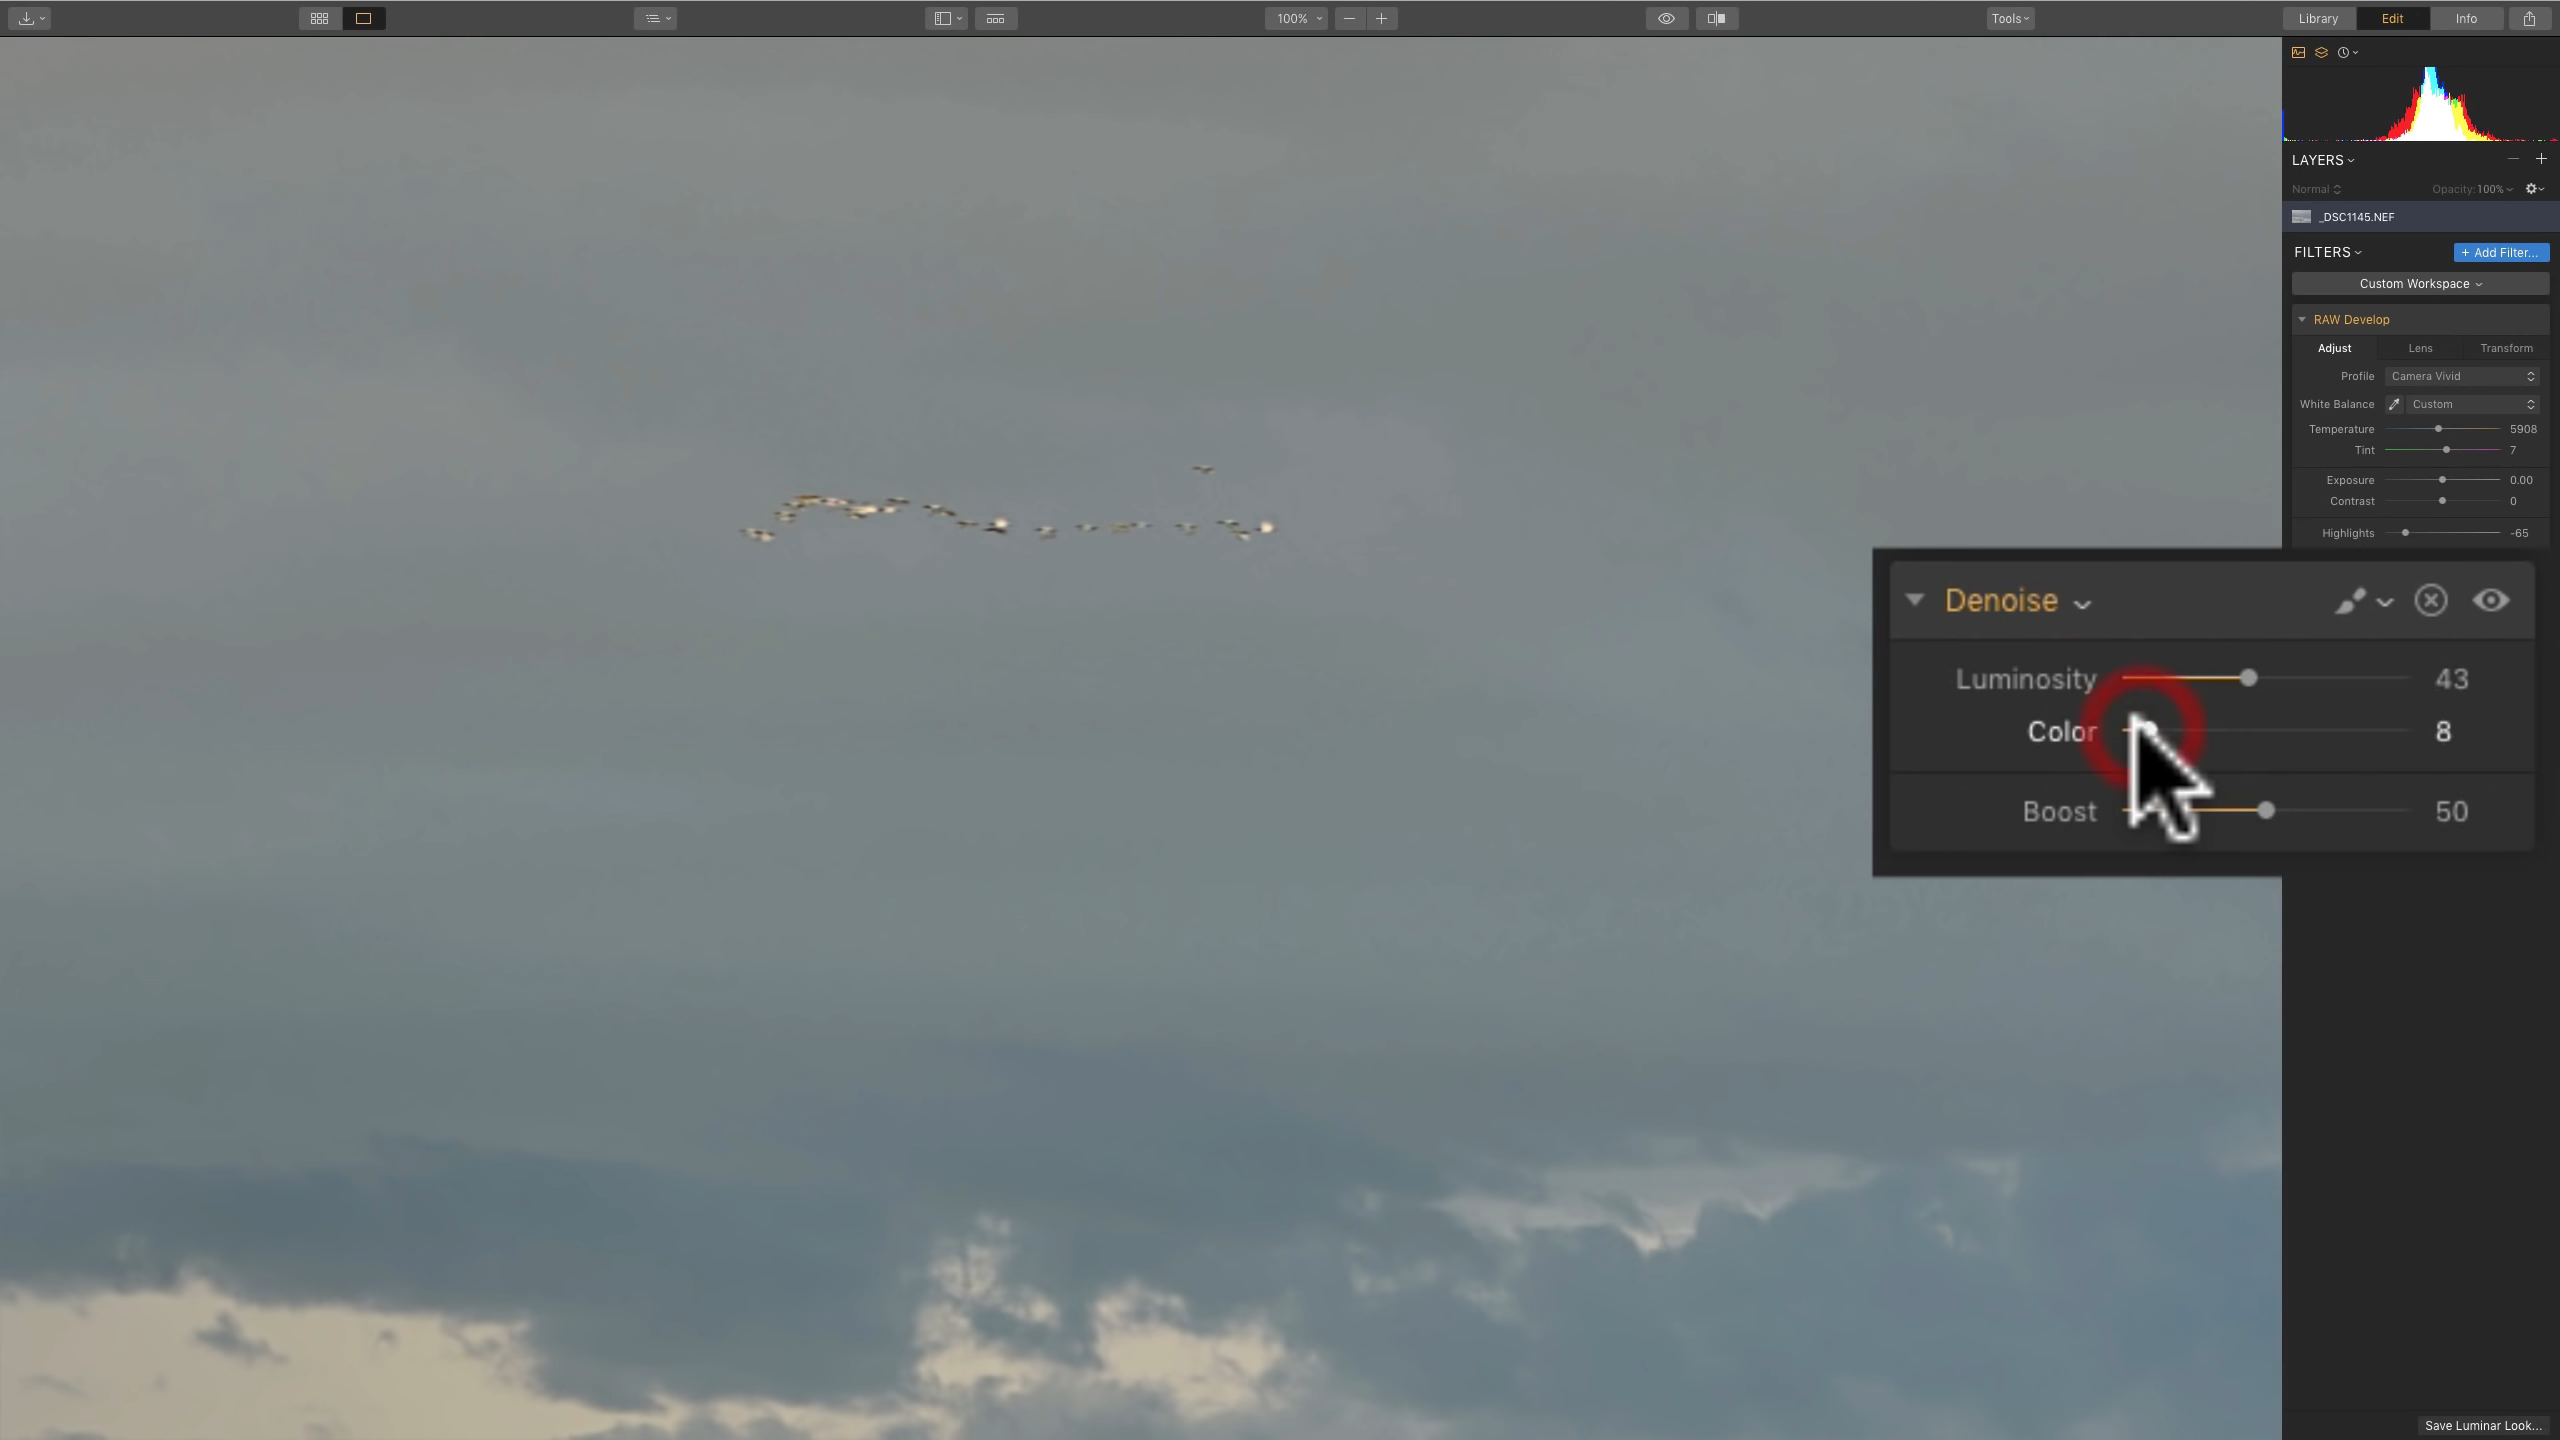 100%
Tools
Library
Edit
Info
LAYERS
Normal
Opacity: 100%
_DSC1145.NEF
FILTERS
+ Add Filter...
Custom Workspace
RAW Develop
Adjust
Lens
Transform
Profile
Camera Vivid
White Balance
Custom
Temperature
5908
Tint
7
Exposure
0.00
Contrast
0
Highlights
-65
Denoise
Luminosity
43
Color
8
Boost
50
Save Luminar Look...